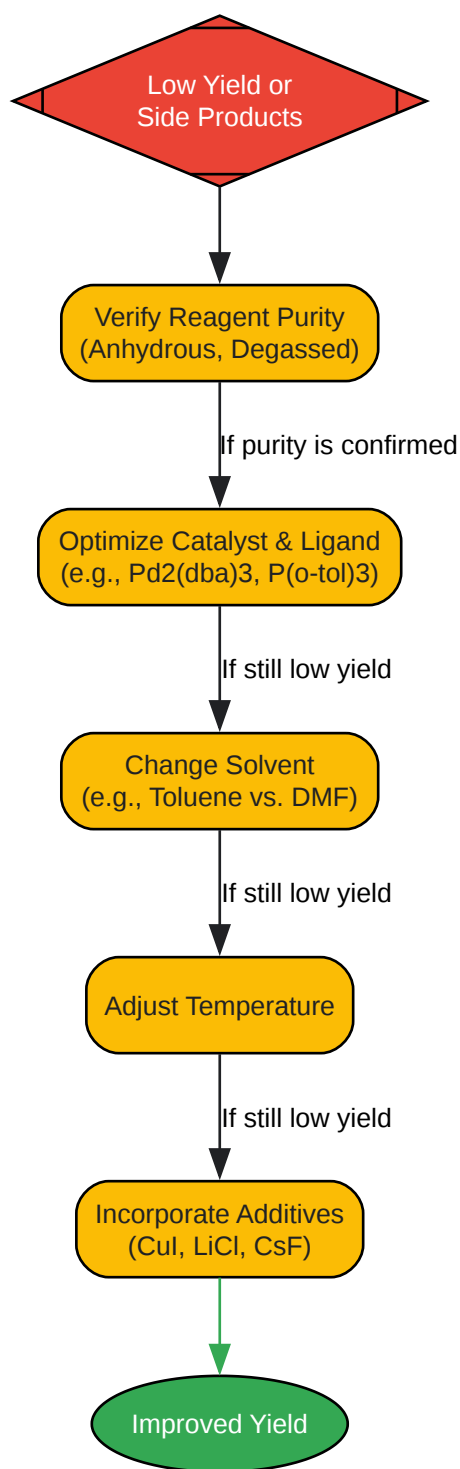 Low Yield or
Side Products
Verify Reagent Purity
(Anhydrous, Degassed)
If purity is confirmed
Optimize Catalyst & Ligand
(e.g., Pd2(dba)3, P(o-tol)3)
If still low yield
Change Solvent
(e.g., Toluene vs. DMF)
If still low yield
Adjust Temperature
If still low yield
Incorporate Additives
(CuI, LiCl, CsF)
Improved Yield